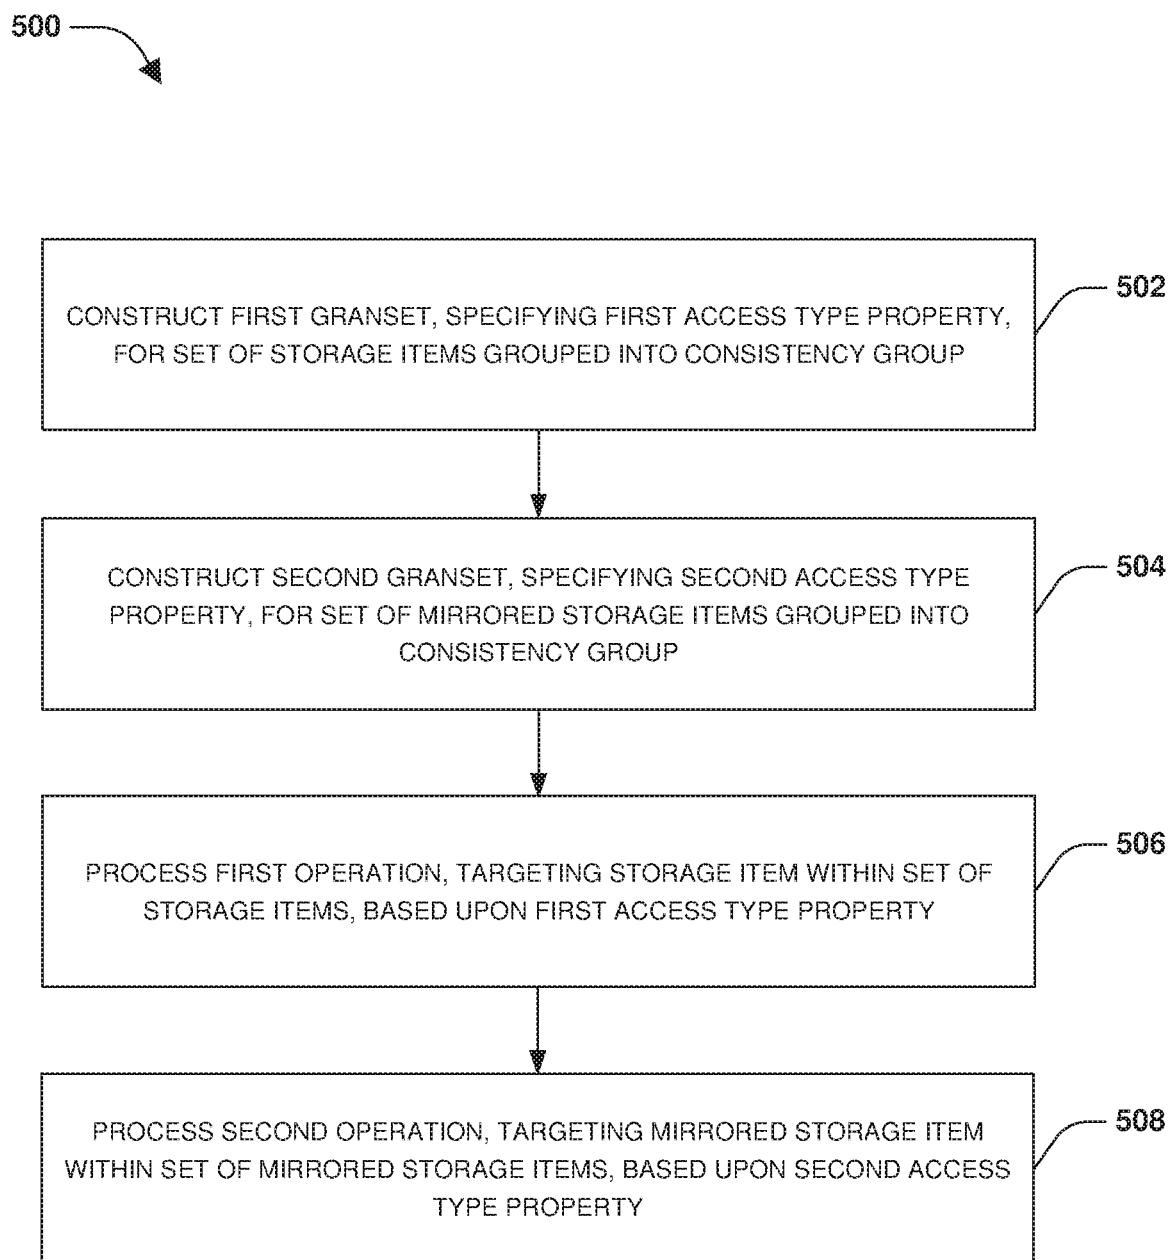 500
CONSTRUCT FIRST GRANSET, SPECIFYING FIRST ACCESS TYPE PROPERTY,
FOR SET OF STORAGE ITEMS GROUPED INTO CONSISTENCY GROUP
502
CONSTRUCT SECOND GRANSET, SPECIFYING SECOND ACCESS TYPE
PROPERTY, FOR SET OF MIRRORED STORAGE ITEMS GROUPED INTO
CONSISTENCY GROUP
504
PROCESS FIRST OPERATION, TARGETING STORAGE ITEM WITHIN SET OF
STORAGE ITEMS, BASED UPON FIRST ACCESS TYPE PROPERTY
506
PROCESS SECOND OPERATION, TARGETING MIRRORED STORAGE ITEM
WITHIN SET OF MIRRORED STORAGE ITEMS, BASED UPON SECOND ACCESS
TYPE PROPERTY
508